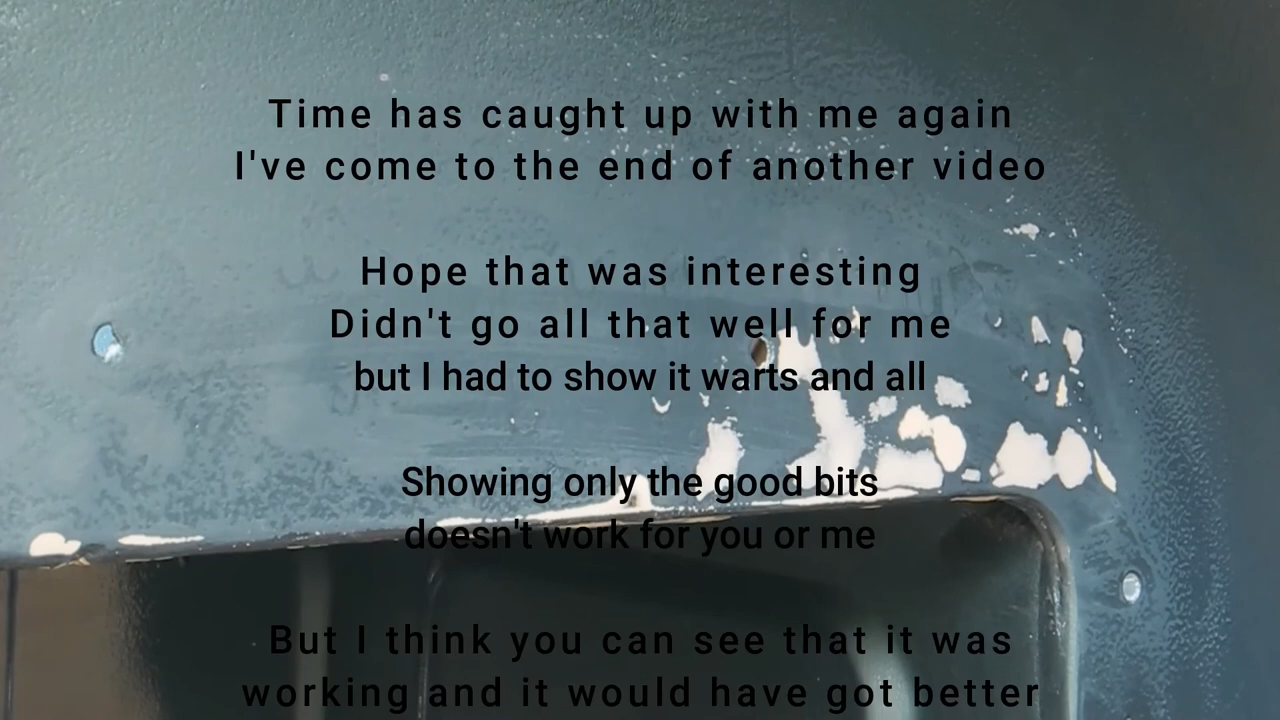 Time has caught up with me again
I've come to the end of another video
Hope that was interesting
Didn't go all that well for me
but I had to show it warts and all
Showing only the good bits
doesn't work for you or me
But I think you can see that it was
working and it would have got better